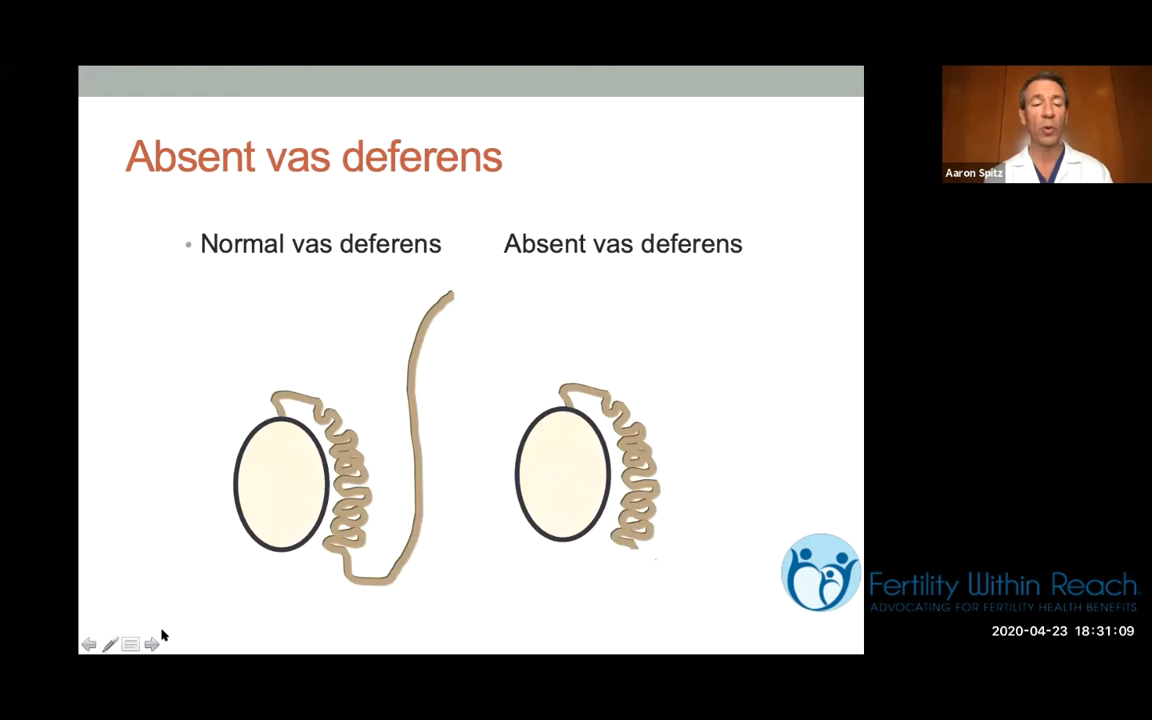 Absent vas deferens
• Normal vas deferens
Absent vas deferens
Aaron Spitz
Fertility Within Reach.
ADVOCATING FOR FERTILITY HEALTH BENEFITS
2020-04-23 18:31:09